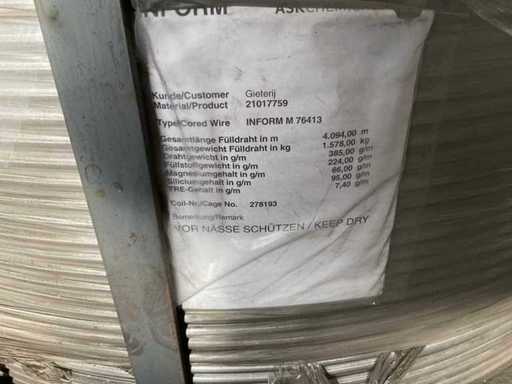 INFORM ASKCHEM
Kunde/Customer Gieterij
Material/Product 21017759
Type/Cored Wire INFORM M 76413
Gesamtlänge Fülldraht in m 4.094,00 m
Gesamtgewicht Fülldraht in kg 1.578,00 kg
Drahtgewicht in g/m 385,00 g/m
Füllstoffgewicht in g/m 224,00 g/m
Magnesiumgehalt in g/m 66,00 g/m
Siliciumgehalt in g/m 95,00 g/m
TRE-Gehalt in g/m 7,40 g/m
Coil-Nr./Cage No. 278193
Bemerkung/Remark
VOR NÄSSE SCHÜTZEN / KEEP DRY